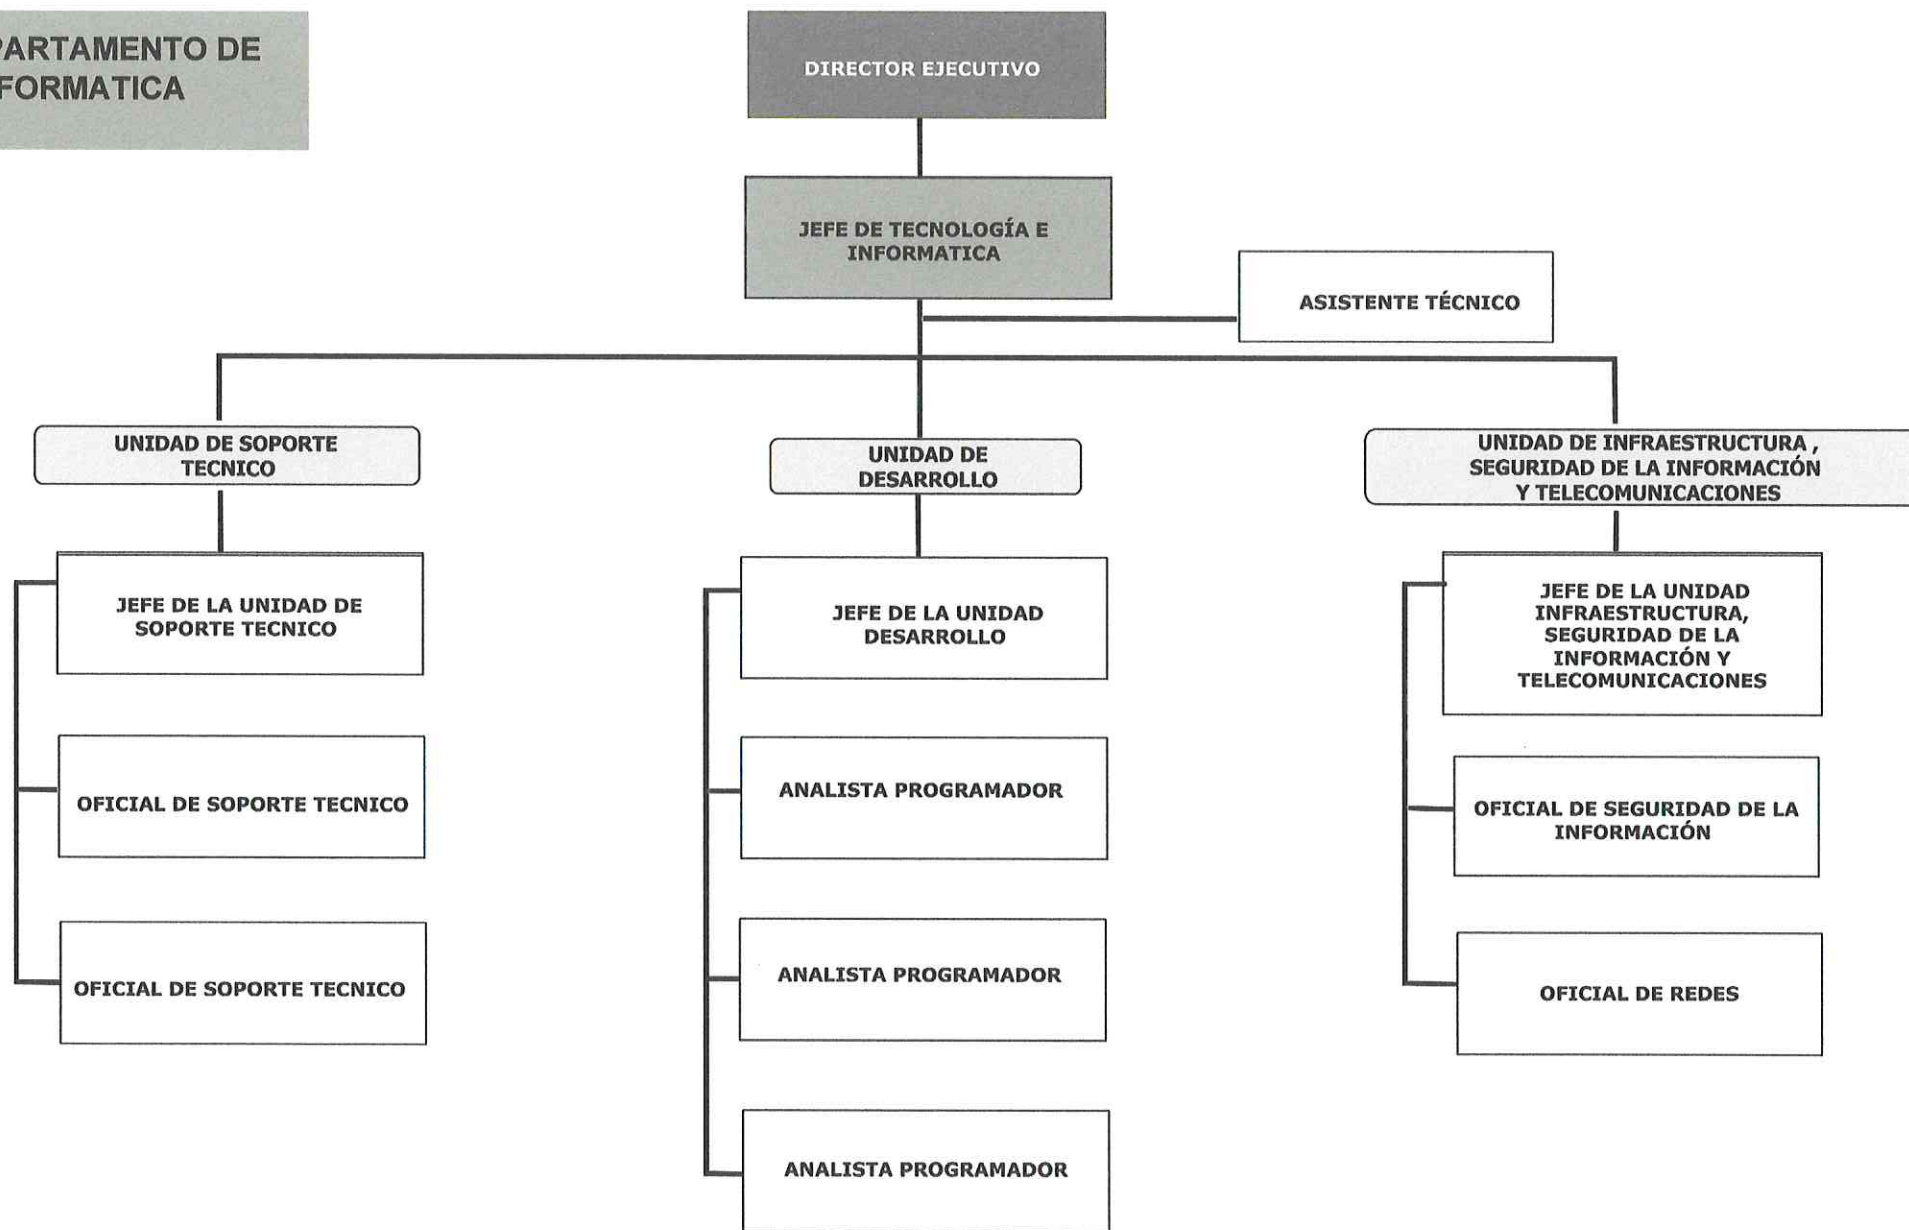 PARTAMENTO DE
FORMATICA
DIRECTOR EJECUTIVO
JEFE DE TECNOLOGÍA E
INFORMATICA
ASISTENTE TÉCNICO
UNIDAD DE SOPORTE
TECNICO
UNIDAD DE
DESARROLLO
UNIDAD DE INFRAESTRUCTURA ,
SEGURIDAD DE LA INFORMACIÓN
Y TELECOMUNICACIONES
JEFE DE LA UNIDAD DE
SOPORTE TECNICO
OFICIAL DE SOPORTE TECNICO
OFICIAL DE SOPORTE TECNICO
JEFE DE LA UNIDAD
DESARROLLO
ANALISTA PROGRAMADOR
ANALISTA PROGRAMADOR
ANALISTA PROGRAMADOR
JEFE DE LA UNIDAD
INFRAESTRUCTURA,
SEGURIDAD DE LA
INFORMACIÓN Y
TELECOMUNICACIONES
OFICIAL DE SEGURIDAD DE LA
INFORMACIÓN
OFICIAL DE REDES